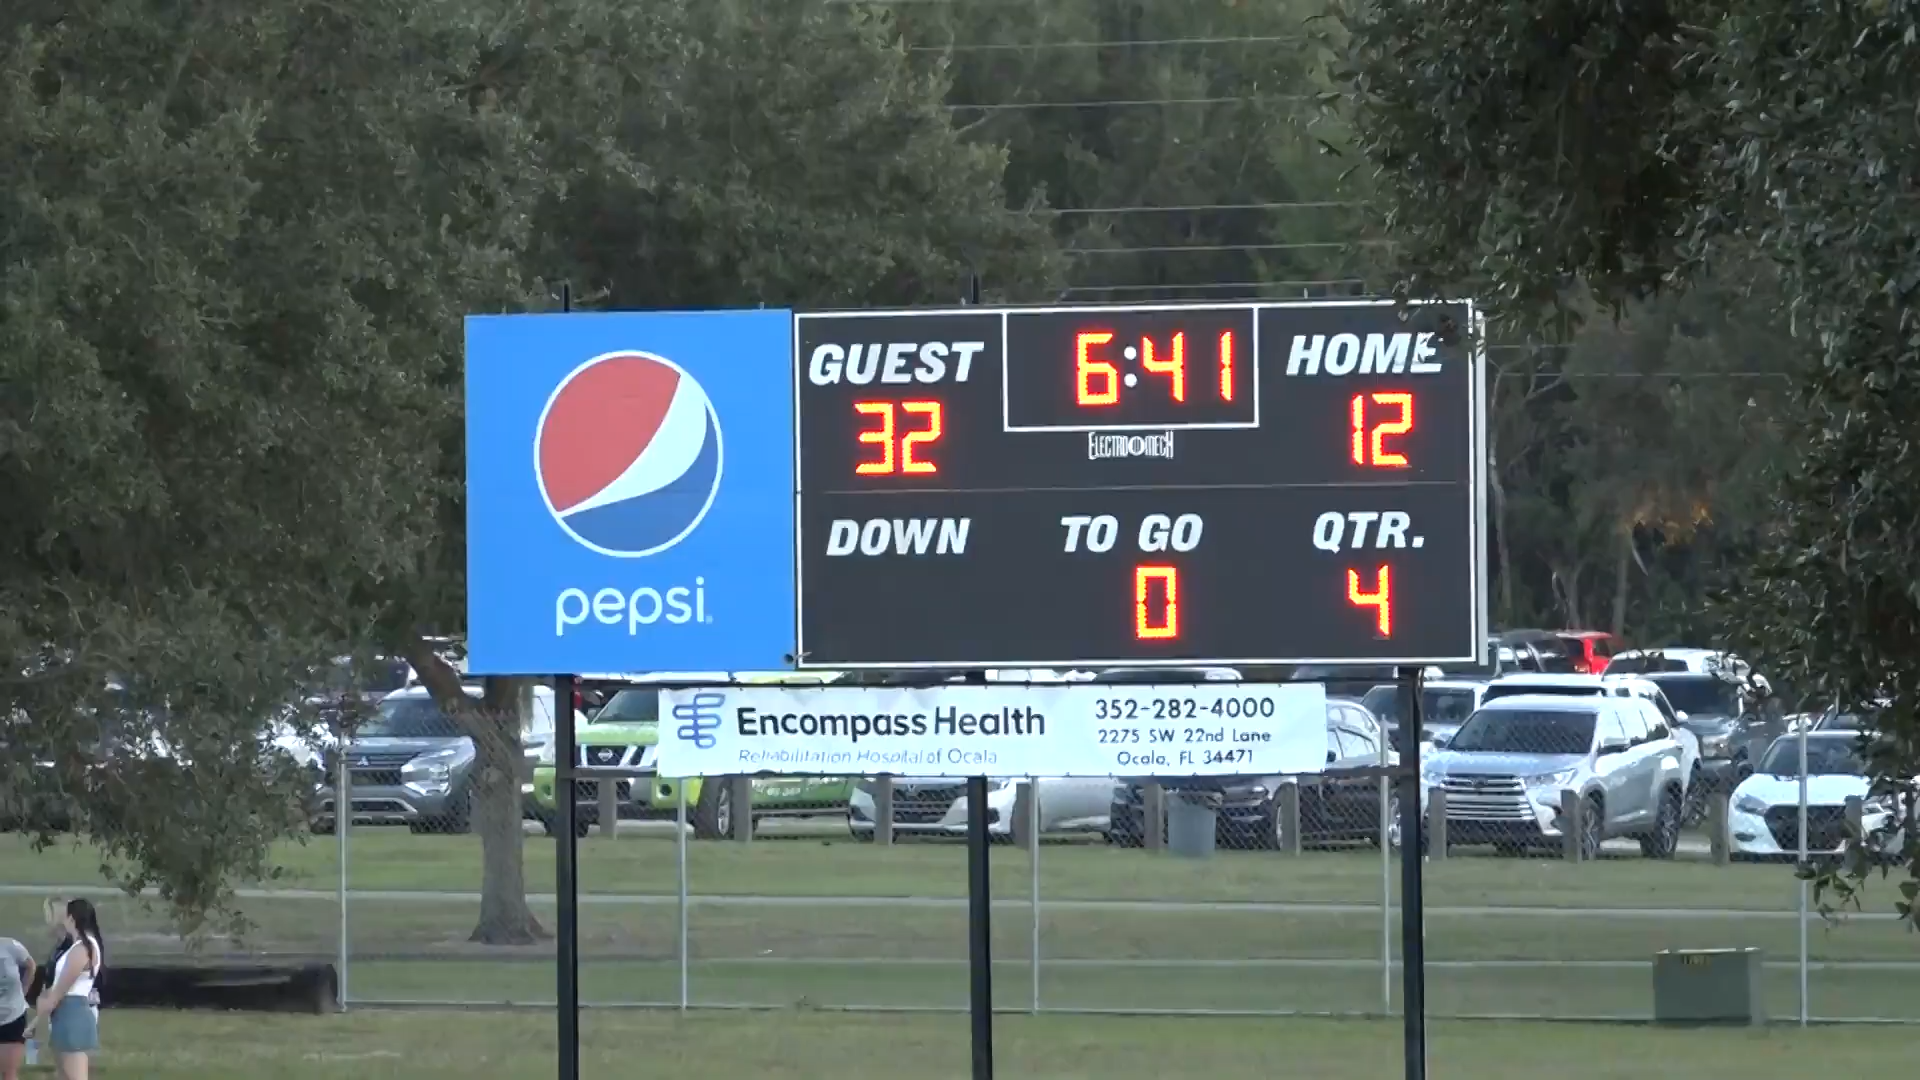 pepsi
GUEST 6:41 HOME
32 12
ELECTRO-MECH
DOWN TO GO QTR.
0 4
Encompass Health
Rehabilitation Hospital of Ocala
352-282-4000
2275 SW 22nd Lane
Ocala, FL 34471